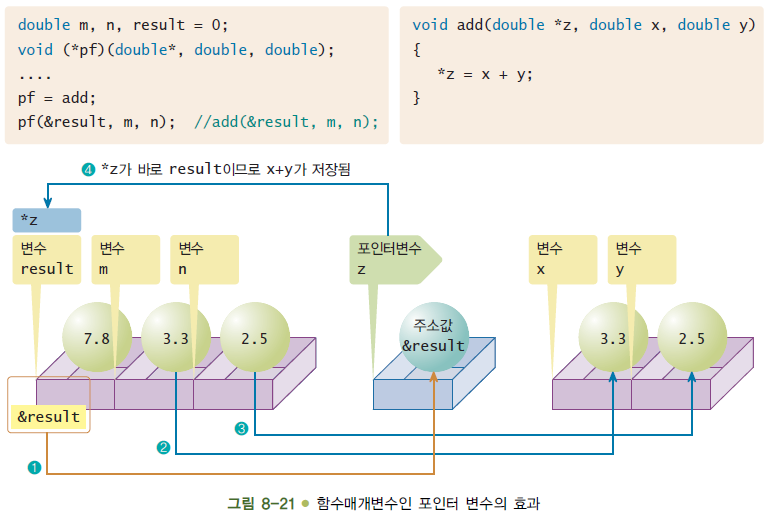 double m, n, result = 0;
void (*pf)(double*, double, double);
....
pf = add;
pf(&result, m, n);  //add(&result, m, n);
void add(double *z, double x, double y)
{
*z = x + y;
}
4 *z가 바로 result이므로 x+y가 저장됨
*z
변수
result
변수
m
변수
n
포인터변수
z
변수
x
변수
y
7.8
3.3
2.5
주소값
&result
3.3
2.5
&result
3
2
1
그림 8-21 ● 함수매개변수인 포인터 변수의 효과